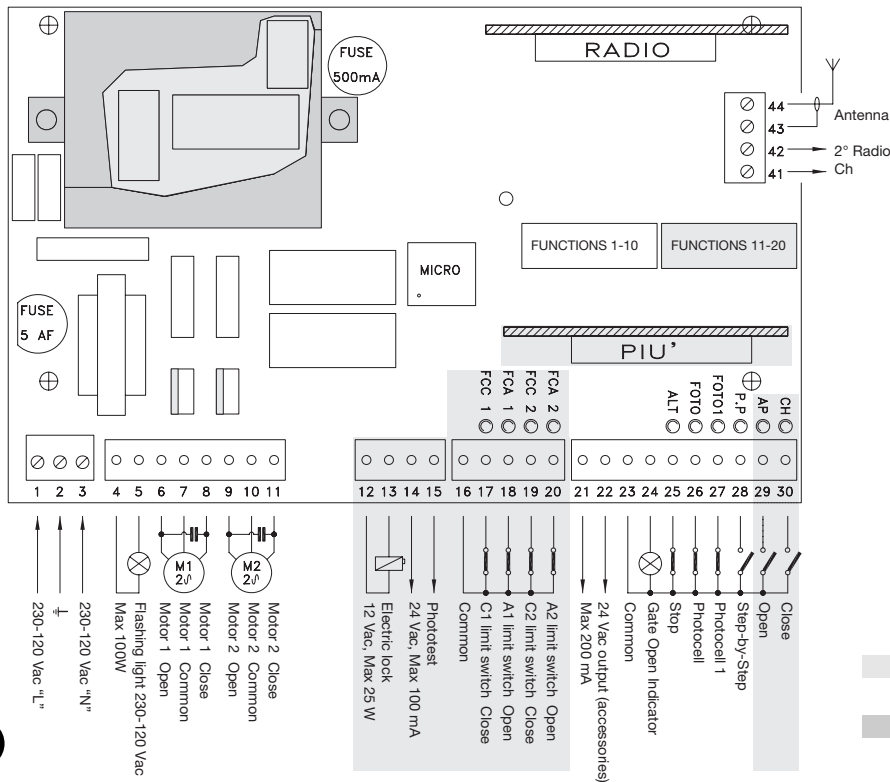 FUSE
500mA
RADIO
44
43
42
41
Antenna
2° Radio
Ch
FUNCTIONS 1-10
FUNCTIONS 11-20
MICRO
FUSE
5 AF
PIU’
FCC 1
FCA 1
FCC 2
FCA 2
ALT
FOTO
FOTO1
P.P
AP
CH
1 2 3 4 5 6 7 8 9 10 11
12 13 14 15 16 17 18 19 20
21 22 23 24 25 26 27 28 29 30
M1
2
M2
2
230-120 Vac “L”
230-120 Vac “N”
Max 100W
Flashing light 230-120 Vac
Motor 1 Open
Motor 1 Common
Motor 1 Close
Motor 2 Open
Motor 2 Common
Motor 2 Close
12 Vac, Max 25 W
Electric lock
24 Vac, Max 100 mA
Phototest
Common
C1 limit switch Close
A1 limit switch Open
C2 limit switch Close
A2 limit switch Open
Max 200 mA
24 Vac output (accessories)
Common
Gate Open Indicator
Stop
Photocell
Photocell 1
Step-by-Step
Open
Close